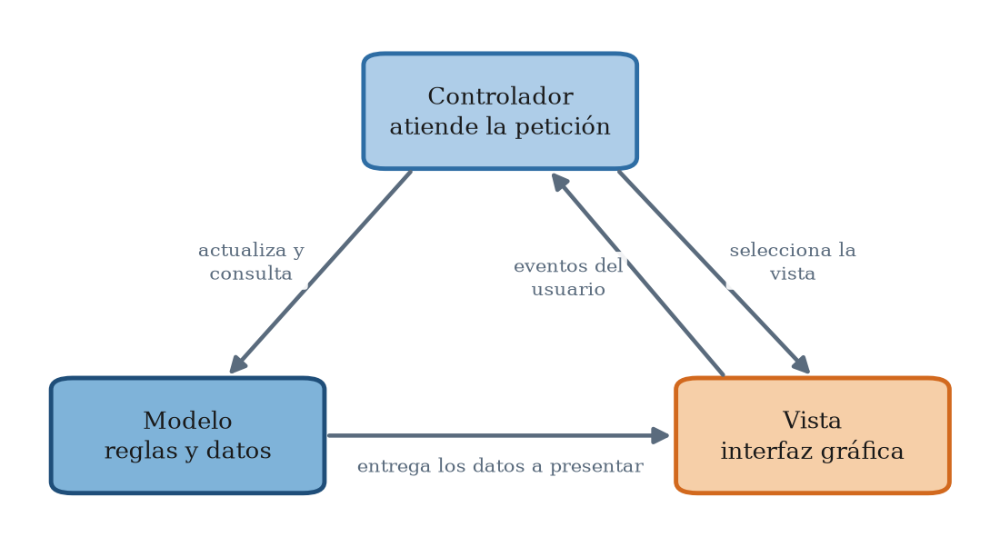 Controlador
atiende la petición
actualiza y
consulta
eventos del
usuario
selecciona la
vista
Modelo
reglas y datos
entrega los datos a presentar
Vista
interfaz gráfica